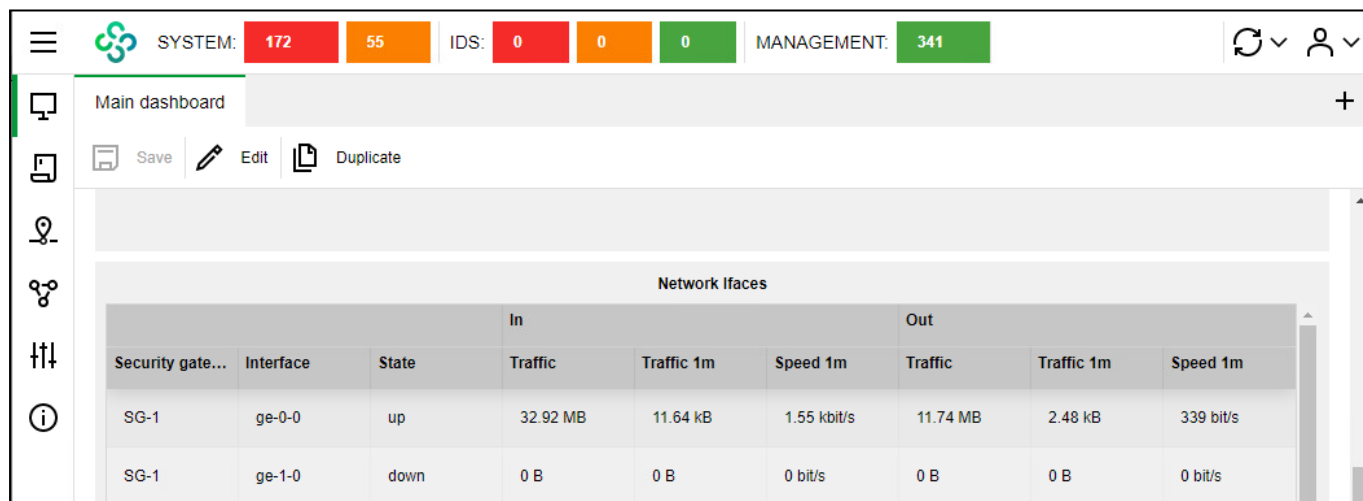 SYSTEM: 172 55 IDS: 0 0 0 MANAGEMENT: 341
Main dashboard
Save Edit Duplicate
Network Ifaces
In Out
Security gate... Interface State Traffic Traffic 1m Speed 1m Traffic Traffic 1m Speed 1m
SG-1 ge-0-0 up 32.92 MB 11.64 kB 1.55 kbit/s 11.74 MB 2.48 kB 339 bit/s
SG-1 ge-1-0 down 0 B 0 B 0 bit/s 0 B 0 B 0 bit/s